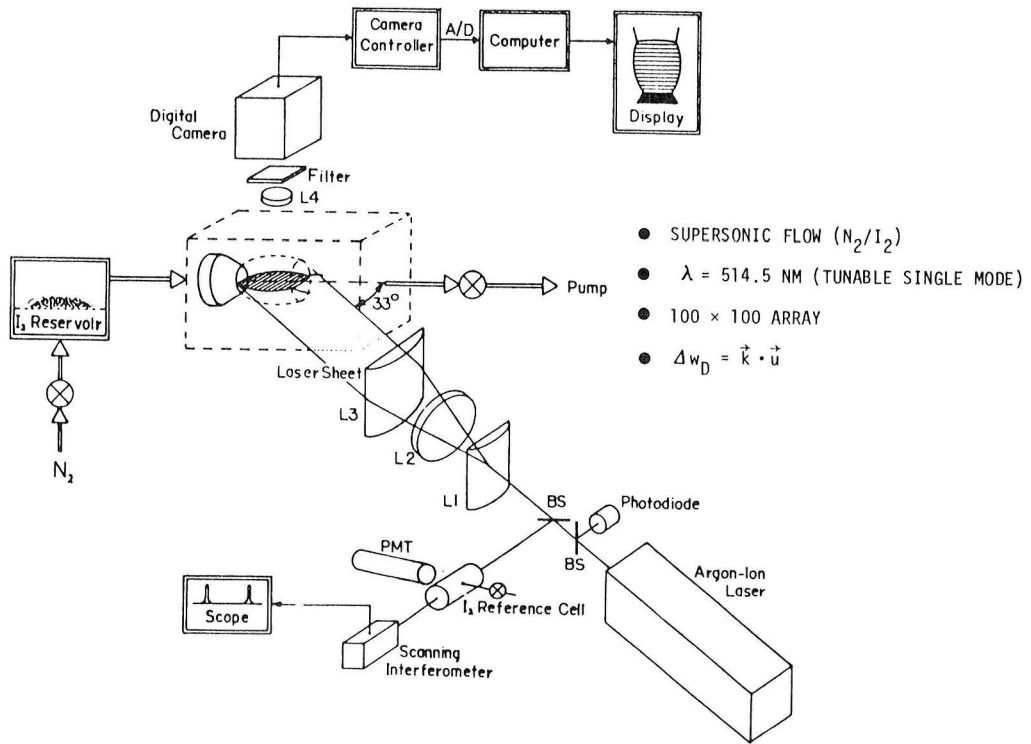 Camera
Controller
A/D
Computer
Display
Digital
Camera
Filter
L4
I₂ Reservoir
N₂
33°
Pump
Laser Sheet
L3
L2
L1
BS
BS
Photodiode
PMT
I₂ Reference Cell
Scope
Scanning
Interferometer
Argon-Ion
Laser
● SUPERSONIC FLOW (N₂/I₂)
● λ = 514.5 NM (TUNABLE SINGLE MODE)
● 100 × 100 ARRAY
● Δw_D = k⃗ · u⃗